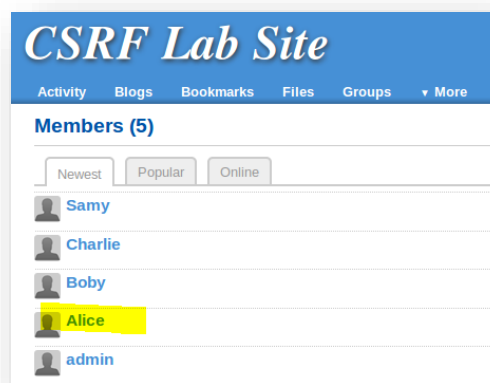 CSRF Lab Site
Activity Blogs Bookmarks Files Groups ▼ More
Members (5)
Newest Popular Online
Samy
Charlie
Boby
Alice
admin